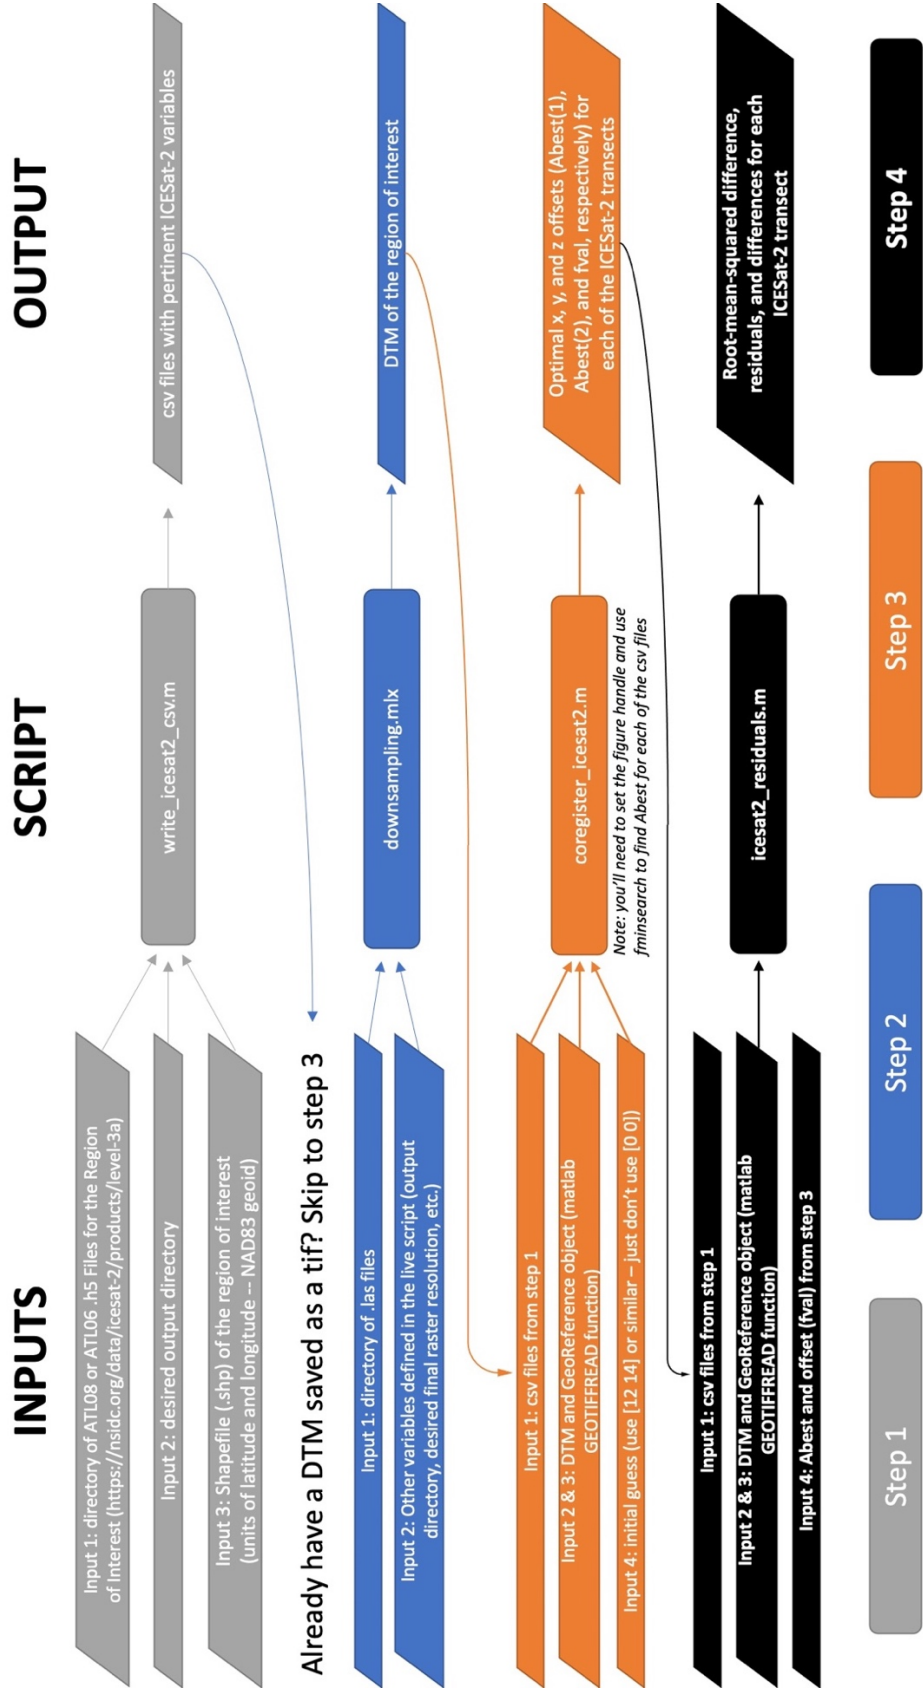 INPUTS
SCRIPT
OUTPUT
Input 1: directory of ATL08 or ATL06 .h5 Files for the Region
of Interest (https://nsidc.org/data/icesat-2/products/level-3a)
Input 2: desired output directory
Input 3: Shapefile (.shp) of the region of interest
(units of latitude and longitude -- NAD83 geoid)
write_icesat2_csv.m
csv files with pertinent ICESat-2 variables
Already have a DTM saved as a tif? Skip to step 3
Input 1: directory of .las files
Input 2: Other variables defined in the live script (output
directory, desired final raster resolution, etc.)
downsampling.mlx
DTM of the region of interest
Input 1: csv files from step 1
Input 2 & 3: DTM and GeoReference object (matlab
GEOTIFFREAD function)
Input 4: initial guess (use [12 14] or similar – just don't use [0 0])
coregister_icesat2.m
Note: you'll need to set the figure handle and use
fminsearch to find Abest for each of the csv files
Optimal x, y, and z offsets (Abest(1),
Abest(2), and fval, respectively) for
each of the ICESat-2 transects
Input 1: csv files from step 1
Input 2 & 3: DTM and GeoReference object (matlab
GEOTIFFREAD function)
Input 4: Abest and offset (fval) from step 3
icesat2_residuals.m
Root-mean-squared difference,
residuals, and differences for each
ICESat-2 transect
Step 1
Step 2
Step 3
Step 4